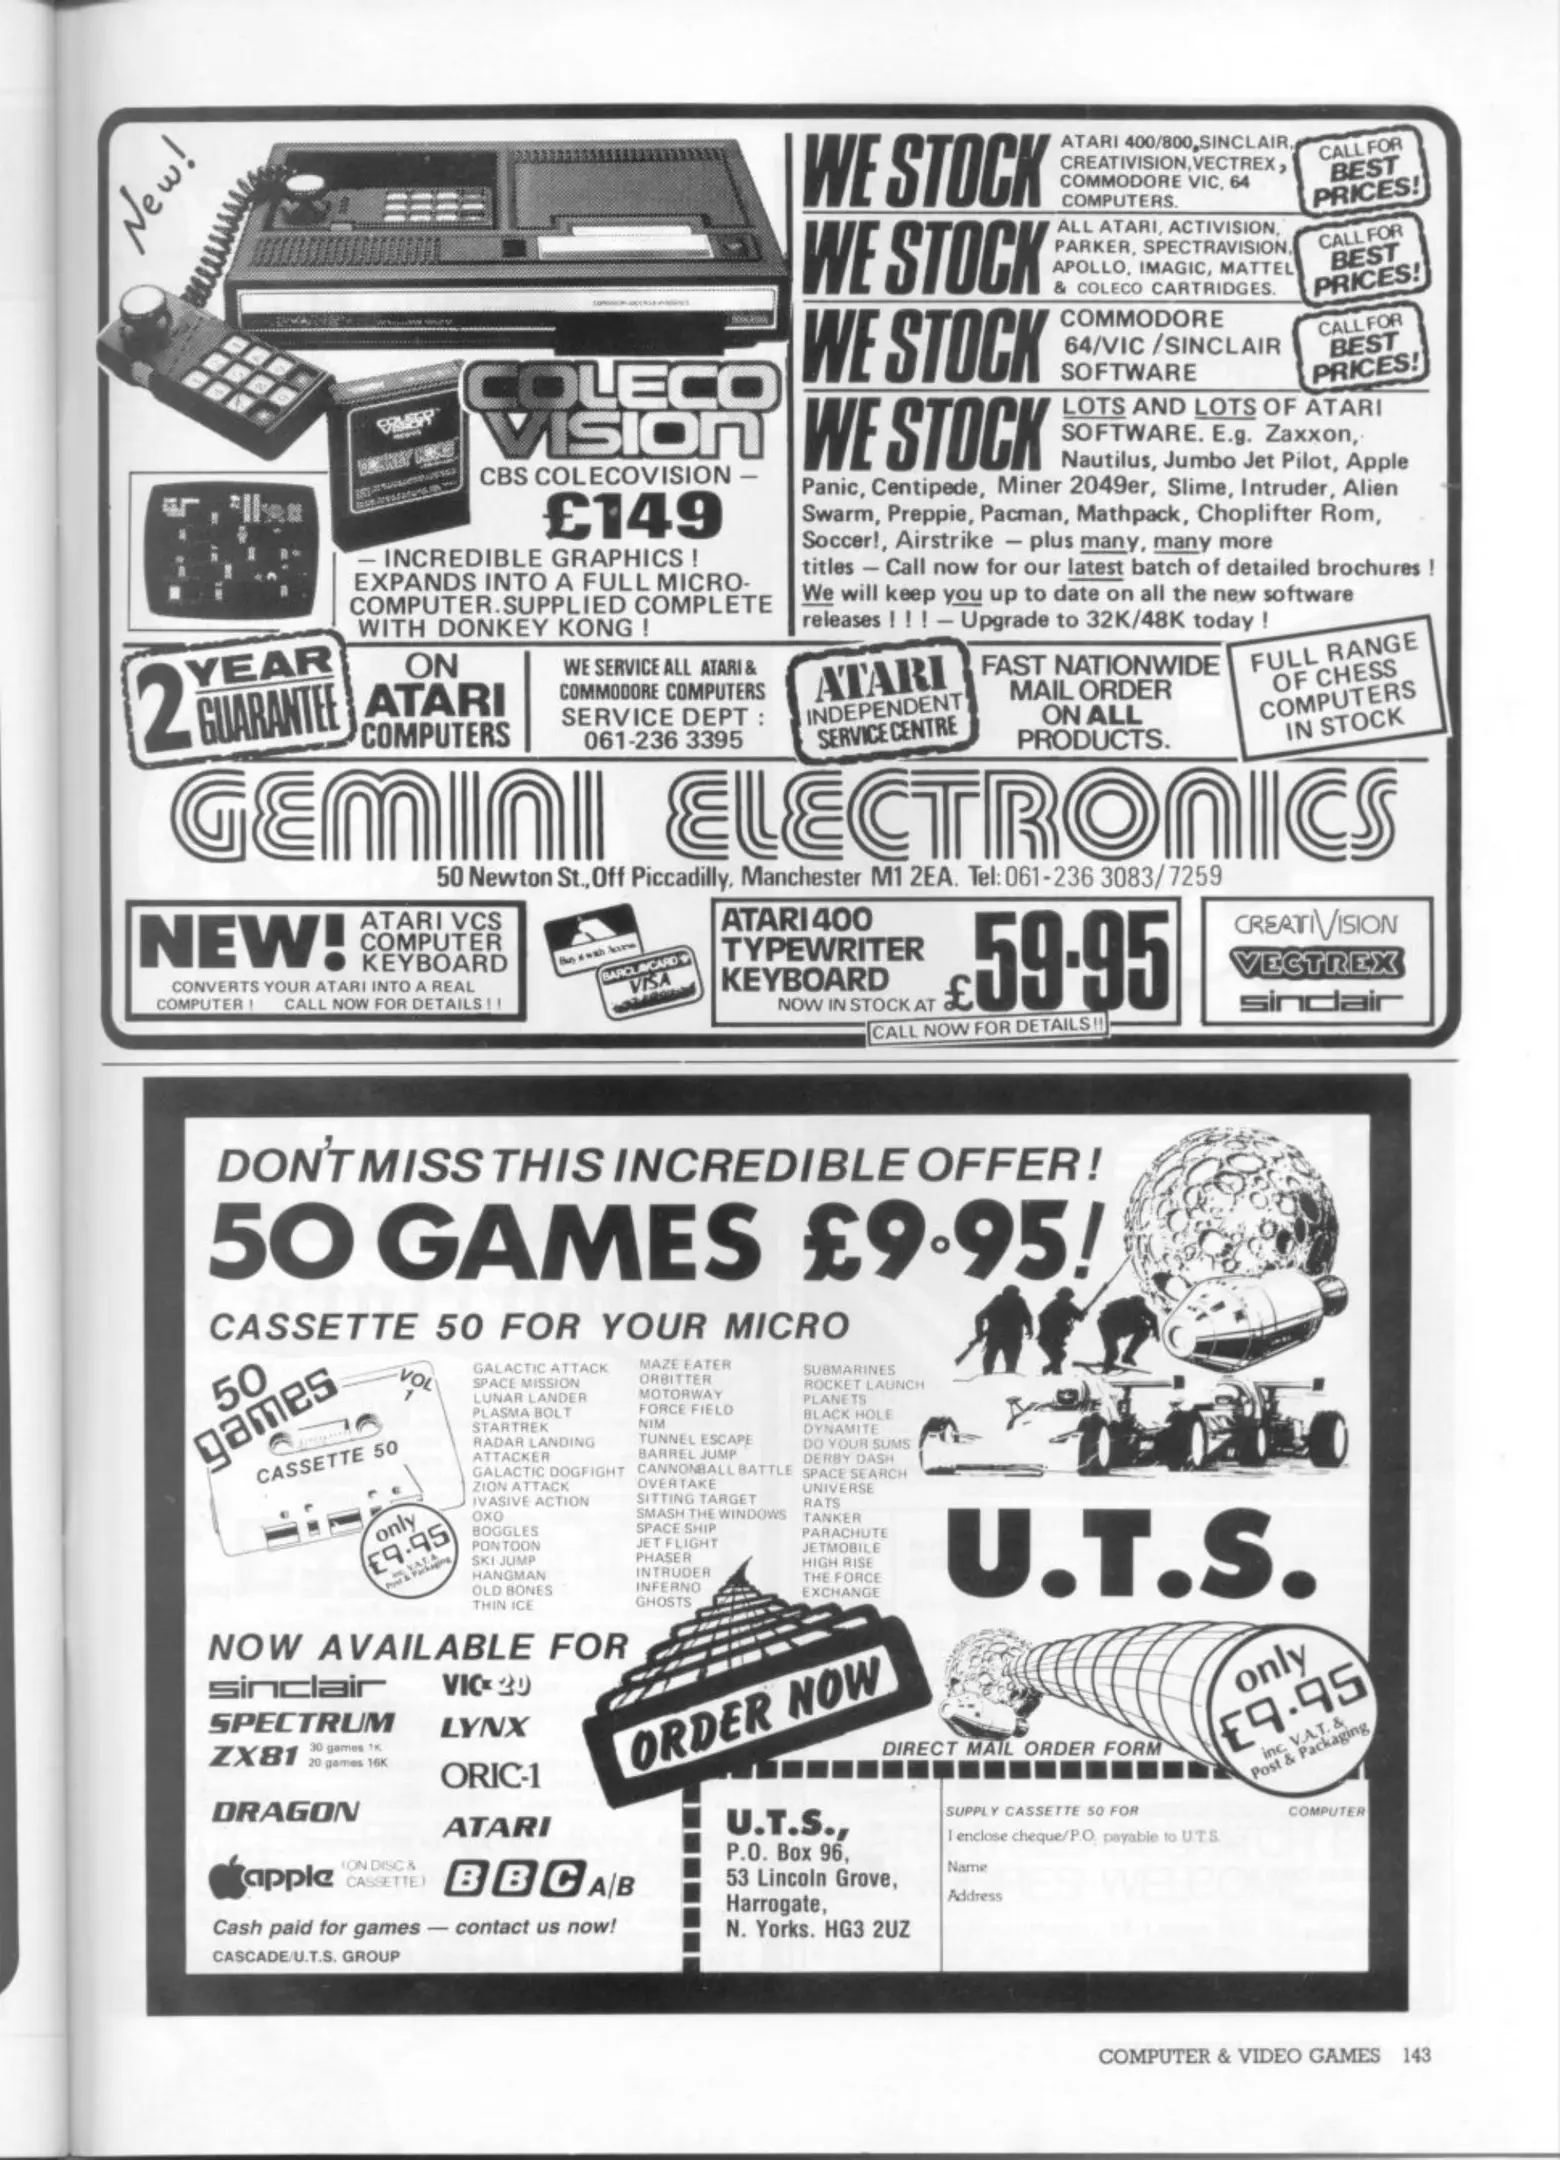 New!
COLECO
VISION
DONKEY KONG
COLECO
VISION
CBS COLECOVISION —
£149
— INCREDIBLE GRAPHICS !
EXPANDS INTO A FULL MICRO-
COMPUTER.SUPPLIED COMPLETE
WITH DONKEY KONG !
WE STOCK
ATARI 400/800,SINCLAIR,
CREATIVISION,VECTREX,
COMMODORE VIC, 64
COMPUTERS.
CALL FOR
BEST
PRICES!
WE STOCK
ALL ATARI, ACTIVISION,
PARKER, SPECTRAVISION,
APOLLO, IMAGIC, MATTEL
& COLECO CARTRIDGES.
CALL FOR
BEST
PRICES!
WE STOCK
COMMODORE
64/VIC /SINCLAIR
SOFTWARE
CALL FOR
BEST
PRICES!
WE STOCK
LOTS AND LOTS OF ATARI
SOFTWARE. E.g. Zaxxon,
Nautilus, Jumbo Jet Pilot, Apple
Panic, Centipede, Miner 2049er, Slime, Intruder, Alien
Swarm, Preppie, Pacman, Mathpack, Choplifter Rom,
Soccer!, Airstrike — plus many, many more
titles — Call now for our latest batch of detailed brochures !
We will keep you up to date on all the new software
releases ! ! ! — Upgrade to 32K/48K today !
2 YEAR
GUARANTEE
ON
ATARI
COMPUTERS
WE SERVICE ALL ATARI &
COMMODORE COMPUTERS
SERVICE DEPT :
061-236 3395
ATARI
INDEPENDENT
SERVICE CENTRE
FAST NATIONWIDE
MAIL ORDER
ON ALL
PRODUCTS.
FULL RANGE
OF CHESS
COMPUTERS
IN STOCK
GEMINI ELECTRONICS
50 Newton St.,Off Piccadilly, Manchester M1 2EA. Tel:061-236 3083/7259
NEW!
ATARI VCS
COMPUTER
KEYBOARD
CONVERTS YOUR ATARI INTO A REAL
COMPUTER ! CALL NOW FOR DETAILS ! !
Buy it with Access
BARCLAYCARD
VISA
ATARI 400
TYPEWRITER
KEYBOARD
NOW IN STOCK AT
£59·95
CALL NOW FOR DETAILS !!
CREATIVISION
VECTREX
sinclair
DON'T MISS THIS INCREDIBLE OFFER!
50 GAMES £9·95!
CASSETTE 50 FOR YOUR MICRO
50
games
VOL
1
CASSETTE 50
only
£9.95
inc. V.A.T. &
Post & Packaging
GALACTIC ATTACK
SPACE MISSION
LUNAR LANDER
PLASMA BOLT
STARTREK
RADAR LANDING
ATTACKER
GALACTIC DOGFIGHT
ZION ATTACK
IVASIVE ACTION
OXO
BOGGLES
PONTOON
SKI JUMP
HANGMAN
OLD BONES
THIN ICE
MAZE EATER
ORBITTER
MOTORWAY
FORCE FIELD
NIM
TUNNEL ESCAPE
BARREL JUMP
CANNONBALL BATTLE
OVERTAKE
SITTING TARGET
SMASH THE WINDOWS
SPACE SHIP
JET FLIGHT
PHASER
INTRUDER
INFERNO
GHOSTS
SUBMARINES
ROCKET LAUNCH
PLANETS
BLACK HOLE
DYNAMITE
DO YOUR SUMS
DERBY DASH
SPACE SEARCH
UNIVERSE
RATS
TANKER
PARACHUTE
JETMOBILE
HIGH RISE
THE FORCE
EXCHANGE
U.T.S.
NOW AVAILABLE FOR
sinclair
SPECTRUM
ZX81 30 games 1K
20 games 16K
DRAGON
apple (ON DISC &
CASSETTE)
VIC 20
LYNX
ORIC-1
ATARI
BBC A/B
Cash paid for games — contact us now!
CASCADE/U.T.S. GROUP
ORDER NOW
only
£9.95
inc. V.A.T. &
Post & Packaging
DIRECT MAIL ORDER FORM
U.T.S.,
P.O. Box 96,
53 Lincoln Grove,
Harrogate,
N. Yorks. HG3 2UZ
SUPPLY CASSETTE 50 FOR COMPUTER
I enclose cheque/P.O. payable to U.T.S.
Name
Address
COMPUTER & VIDEO GAMES 143